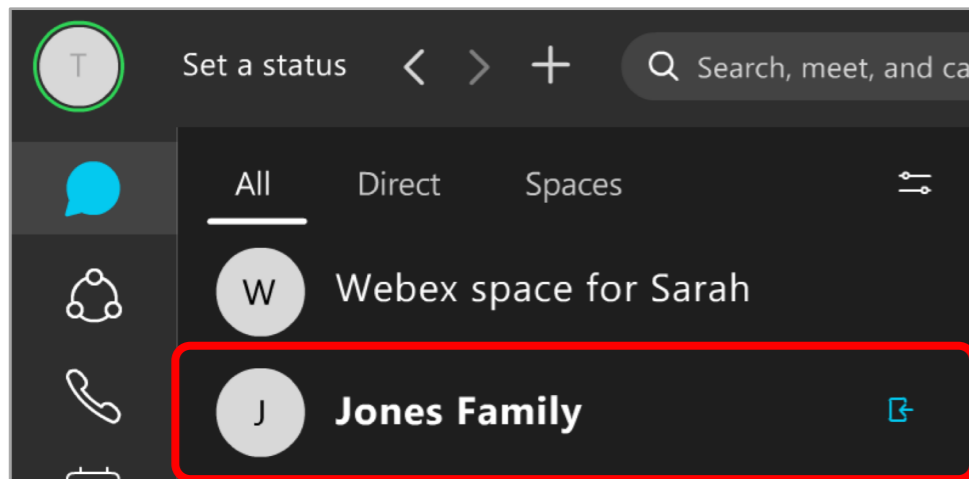 T
Set a status
Search, meet, and ca
All Direct Spaces
W
Webex space for Sarah
J
Jones Family